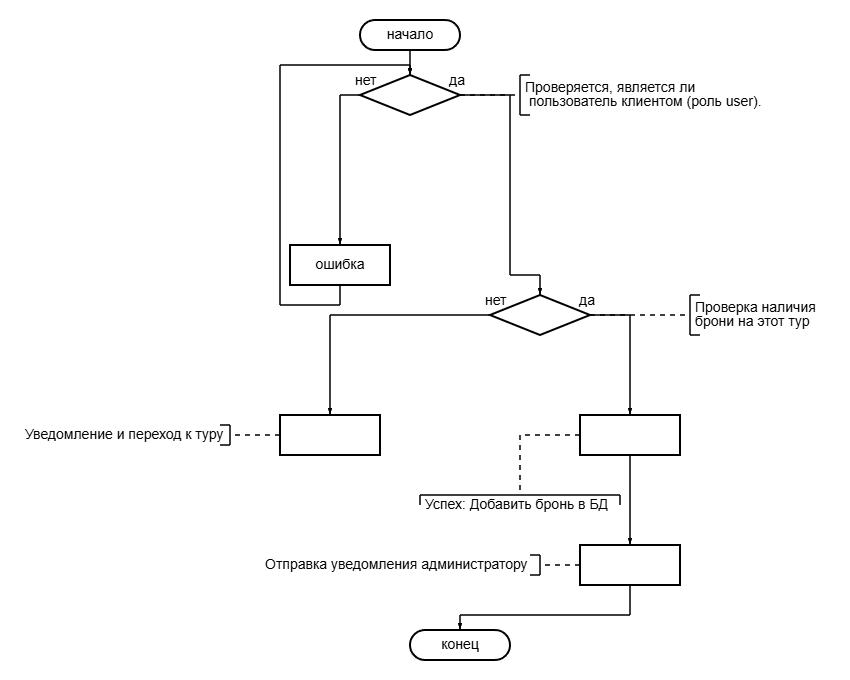 начало
нет
да
Проверяется, является ли
пользователь клиентом (роль user).
ошибка
нет
да
Проверка наличия
брони на этот тур
Уведомление и переход к туру
Успех: Добавить бронь в БД
Отправка уведомления администратору
конец